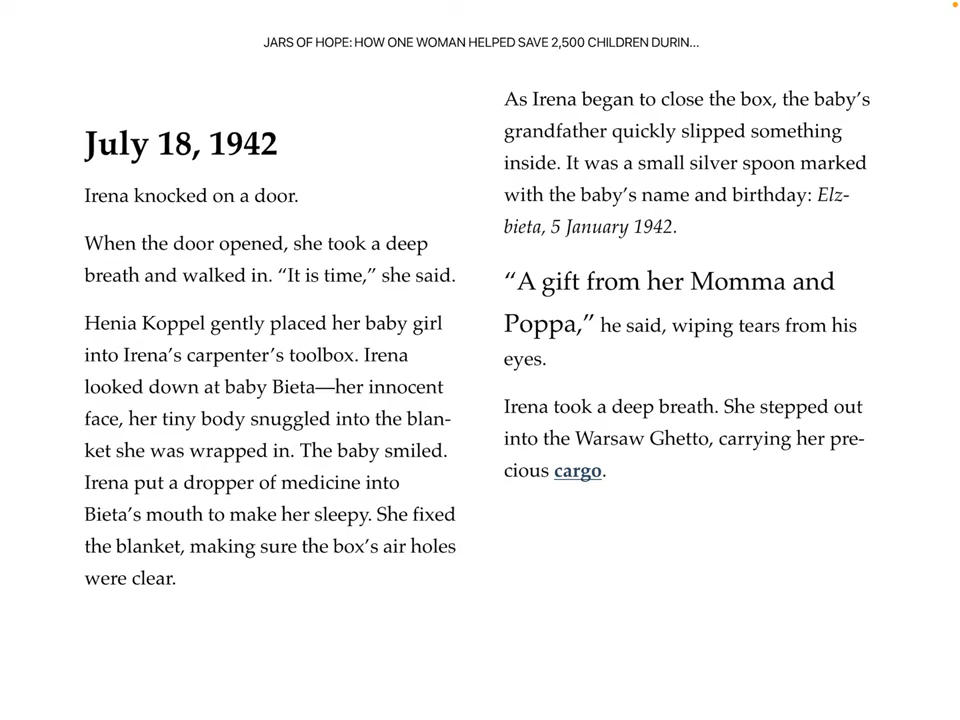 JARS OF HOPE: HOW ONE WOMAN HELPED SAVE 2,500 CHILDREN DURIN...
July 18, 1942
Irena knocked on a door.
When the door opened, she took a deep
breath and walked in. “It is time,” she said.
Henia Koppel gently placed her baby girl
into Irena’s carpenter’s toolbox. Irena
looked down at baby Bieta—her innocent
face, her tiny body snuggled into the blan-
ket she was wrapped in. The baby smiled.
Irena put a dropper of medicine into
Bieta’s mouth to make her sleepy. She fixed
the blanket, making sure the box’s air holes
were clear.
As Irena began to close the box, the baby’s
grandfather quickly slipped something
inside. It was a small silver spoon marked
with the baby’s name and birthday: Elz-
bieta, 5 January 1942.
“A gift from her Momma and
Poppa,” he said, wiping tears from his
eyes.
Irena took a deep breath. She stepped out
into the Warsaw Ghetto, carrying her pre-
cious cargo.